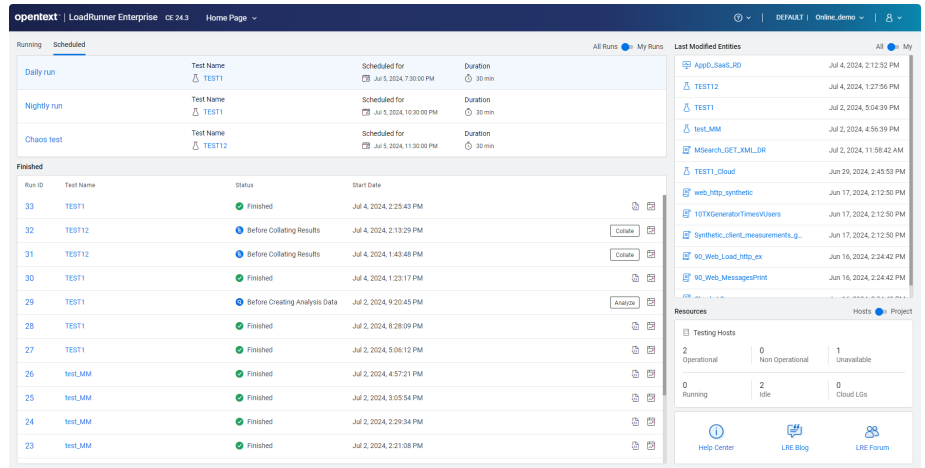 opentext™ | LoadRunner Enterprise CE 24.3 Home Page DEFAULT | Online_demo
Running Scheduled All Runs My Runs
Daily run Test Name TEST1 Scheduled for Jul 5, 2024, 7:30:00 PM Duration 30 min
Nightly run Test Name TEST1 Scheduled for Jul 5, 2024, 10:30:00 PM Duration 30 min
Chaos test Test Name TEST12 Scheduled for Jul 5, 2024, 11:30:00 PM Duration 30 min
Finished
Run ID Test Name Status Start Date
33 TEST1 Finished Jul 4, 2024, 2:25:43 PM
32 TEST12 Before Collating Results Jul 4, 2024, 2:13:29 PM Collate
31 TEST12 Before Collating Results Jul 4, 2024, 1:43:48 PM Collate
30 TEST1 Finished Jul 4, 2024, 1:23:17 PM
29 TEST1 Before Creating Analysis Data Jul 2, 2024, 9:20:45 PM Analyze
28 TEST1 Finished Jul 2, 2024, 8:28:09 PM
27 TEST1 Finished Jul 2, 2024, 5:06:12 PM
26 test_MM Finished Jul 2, 2024, 4:57:21 PM
25 test_MM Finished Jul 2, 2024, 3:05:54 PM
24 test_MM Finished Jul 2, 2024, 2:29:34 PM
23 test_MM Finished Jul 2, 2024, 2:21:08 PM
Last Modified Entities All My
AppD_SaaS_RD Jul 4, 2024, 2:12:52 PM
TEST12 Jul 4, 2024, 1:27:56 PM
TEST1 Jul 2, 2024, 5:04:39 PM
test_MM Jul 2, 2024, 4:56:39 PM
MSearch_GET_XML_DR Jul 2, 2024, 11:58:42 AM
TEST1_Cloud Jun 29, 2024, 2:45:53 PM
web_http_synthetic Jun 17, 2024, 2:12:50 PM
10TXGeneratorTimesVUsers Jun 17, 2024, 2:12:50 PM
Synthetic_client_measurements_g... Jun 17, 2024, 2:12:50 PM
90_Web_Load_http_ex Jun 16, 2024, 2:24:42 PM
90_Web_MessagesPrint Jun 16, 2024, 2:24:42 PM
Resources Hosts Project
Testing Hosts
2 0 1
Operational Non Operational Unavailable
0 2 0
Running Idle Cloud LGs
Help Center LRE Blog LRE Forum